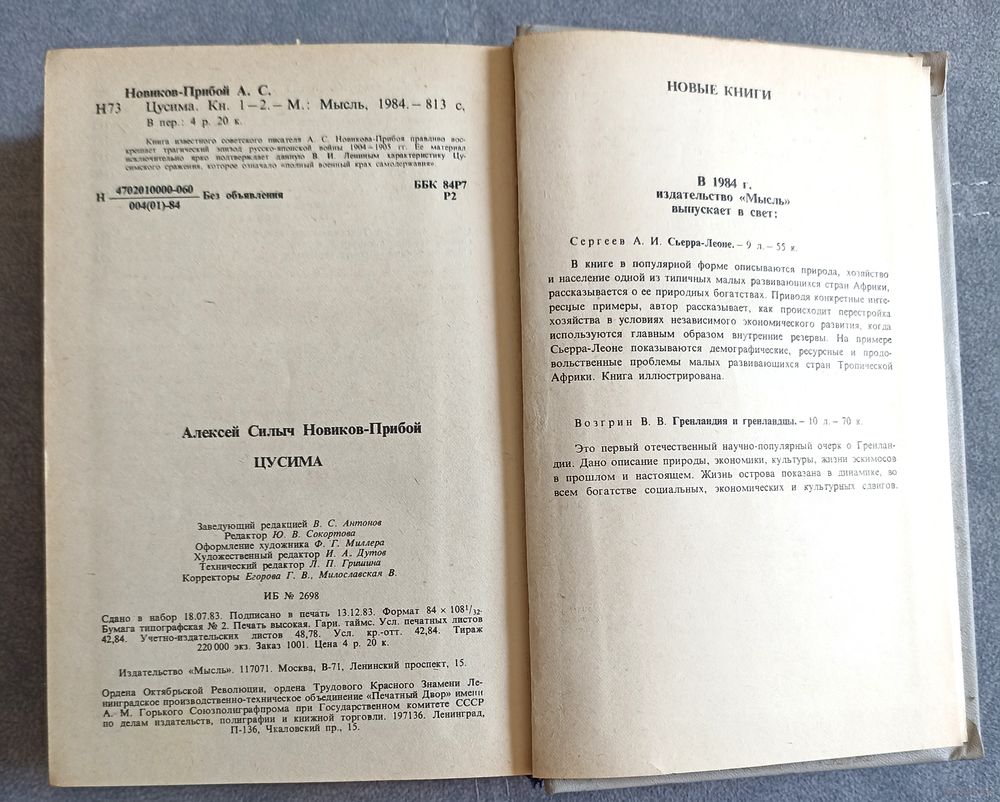 Новиков-Прибой А. С.
Н73 Цусима. Кн. 1—2.— М.: Мысль, 1984.— 813 с,
В пер.: 4 р. 20 к.
Книга известного советского писателя А. С. Новикова-Прибоя правдиво вос-
крешает трагический эпизод русско-японской войны 1904—1905 гг. Ее материал
исключительно ярко подтверждает данную В. И. Лениным характеристику Цу-
симского сражения, которое означало «полный военный крах самодержавия».
Н 4702010000-060 Без объявления
004(01)-84
ББК 84Р7
Р2
Алексей Силыч Новиков-Прибой
ЦУСИМА
Заведующий редакцией В. С. Антонов
Редактор Ю. В. Сокортова
Оформление художника Ф. Г. Миллера
Художественный редактор И. А. Дутов
Технический редактор Л. П. Гришина
Корректоры Егорова Г. В., Милославская В.
ИБ № 2698
Сдано в набор 18.07.83. Подписано в печать 13.12.83. Формат 84 × 108 1/32.
Бумага типографская № 2. Печать высокая. Гарн. таймс. Усл. печатных листов
42,84. Учетно-издательских листов 48,78. Усл. кр.-отт. 42,84. Тираж
220 000 экз. Заказ 1001. Цена 4 р. 20 к.
Издательство «Мысль». 117071. Москва, В-71, Ленинский проспект, 15.
Ордена Октябрьской Революции, ордена Трудового Красного Знамени Ле-
нинградское производственно-техническое объединение «Печатный Двор» имени
А. М. Горького Союзполиграфпрома при Государственном комитете СССР
по делам издательств, полиграфии и книжной торговли. 197136. Ленинград,
П-136, Чкаловский пр., 15.
НОВЫЕ КНИГИ
В 1984 г.
издательство «Мысль»
выпускает в свет:
Сергеев А. И. Сьерра-Леоне.— 9 л.— 55 к.
В книге в популярной форме описываются природа, хозяйство
и население одной из типичных малых развивающихся стран Африки,
рассказывается о ее природных богатствах. Приводя конкретные инте-
ресные примеры, автор рассказывает, как происходит перестройка
хозяйства в условиях независимого экономического развития, когда
используются главным образом внутренние резервы. На примере
Сьерра-Леоне показываются демографические, ресурсные и продо-
вольственные проблемы малых развивающихся стран Тропической
Африки. Книга иллюстрирована.
Возгрин В. В. Гренландия и гренландцы.— 10 л.— 70 к.
Это первый отечественный научно-популярный очерк о Гренлан-
дии. Дано описание природы, экономики, культуры, жизни эскимосов
в прошлом и настоящем. Жизнь острова показана в динамике, во
всем богатстве социальных, экономических и культурных сдвигов.